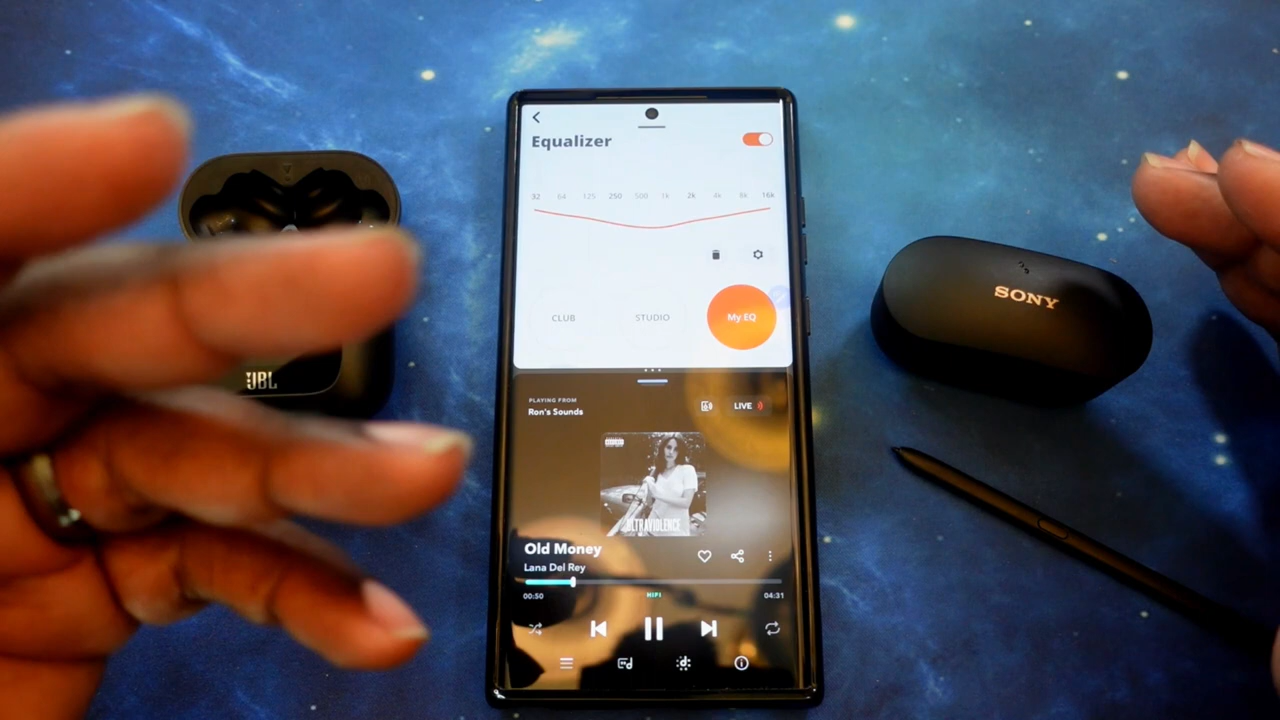 Equalizer
32 64 125 250 500 1k 2k 4k 8k 16k
CLUB STUDIO My EQ
JBL
SONY
PLAYING FROM
Ron's Sounds
LIVE
ULTRAVIOLENCE
Old Money
Lana Del Rey
00:50 HIFI 04:31